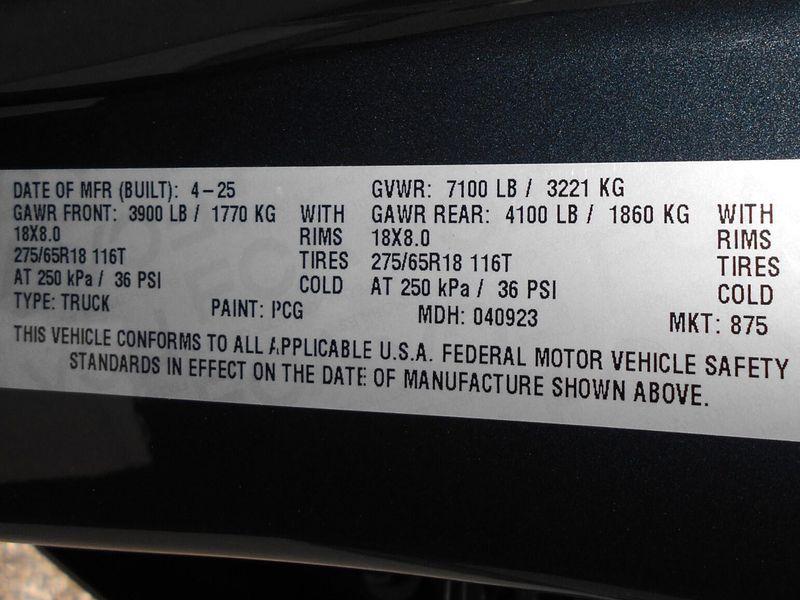 DATE OF MFR (BUILT): 4-25 GVWR: 7100 LB / 3221 KG
GAWR FRONT: 3900 LB / 1770 KG WITH GAWR REAR: 4100 LB / 1860 KG WITH
18X8.0 RIMS 18X8.0 RIMS
275/65R18 116T TIRES 275/65R18 116T TIRES
AT 250 kPa / 36 PSI COLD AT 250 kPa / 36 PSI COLD
TYPE: TRUCK PAINT: PCG MDH: 040923 MKT: 875
THIS VEHICLE CONFORMS TO ALL APPLICABLE U.S.A. FEDERAL MOTOR VEHICLE SAFETY
STANDARDS IN EFFECT ON THE DATE OF MANUFACTURE SHOWN ABOVE.